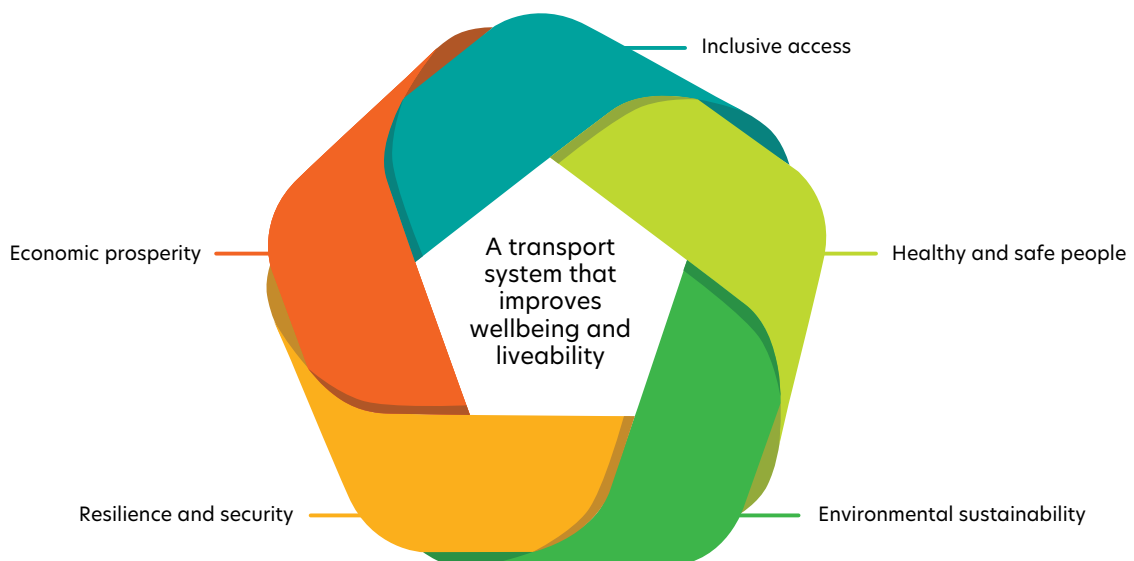 Inclusive access
Economic prosperity
A transport
system that
improves
wellbeing and
liveability
Healthy and safe people
Resilience and security
Environmental sustainability